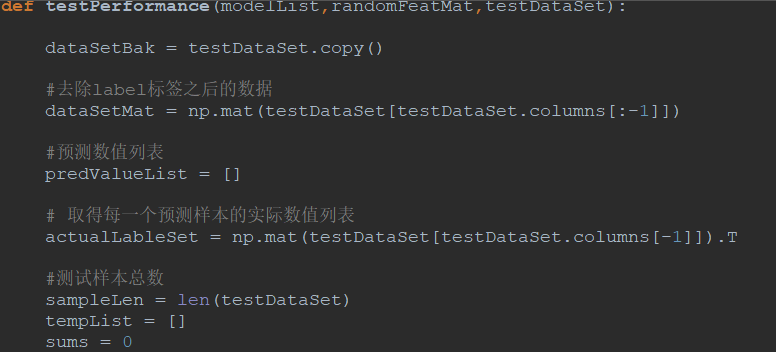 def testPerformance(modelList,randomFeatMat,testDataSet):
dataSetBak = testDataSet.copy()
#去除label标签之后的数据
dataSetMat = np.mat(testDataSet[testDataSet.columns[:-1]])
#预测数值列表
predValueList = []
# 取得每一个预测样本的实际数值列表
actualLableSet = np.mat(testDataSet[testDataSet.columns[-1]]).T
#测试样本总数
sampleLen = len(testDataSet)
tempList = []
sums = 0